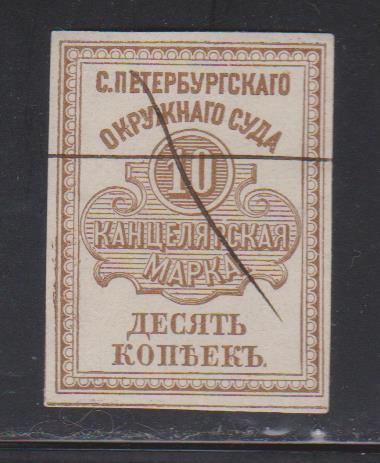 С.ПЕТЕРБУРГСКАГО
ОКРУЖНАГО СУДА
10
КАНЦЕЛЯРСКАЯ
МАРКА
ДЕСЯТЬ
КОПѢЕКЪ.